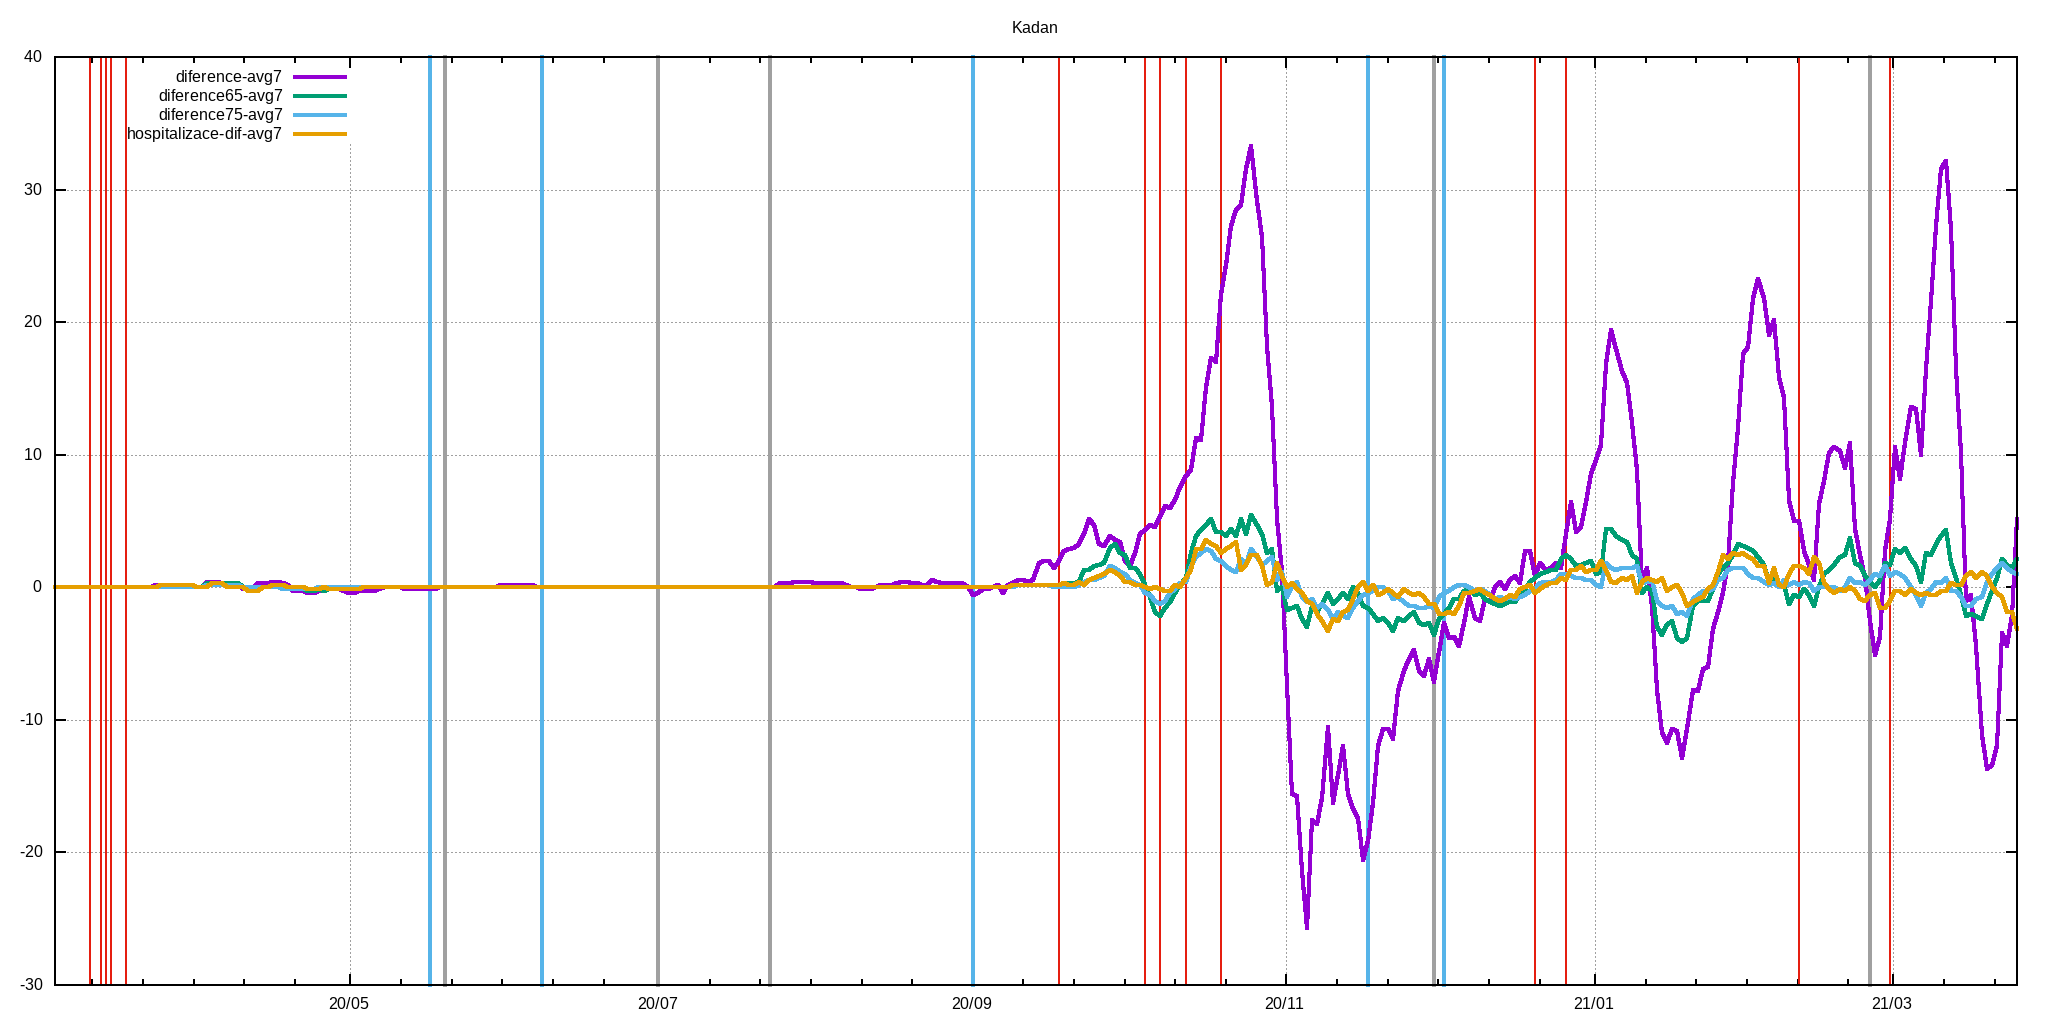 Kadan
40
diference-avg7
diference65-avg7
diference75-avg7
hospitalizace-dif-avg7
30
20
10
0
-10
-20
-30
20/05 20/07 20/09 20/11 21/01 21/03